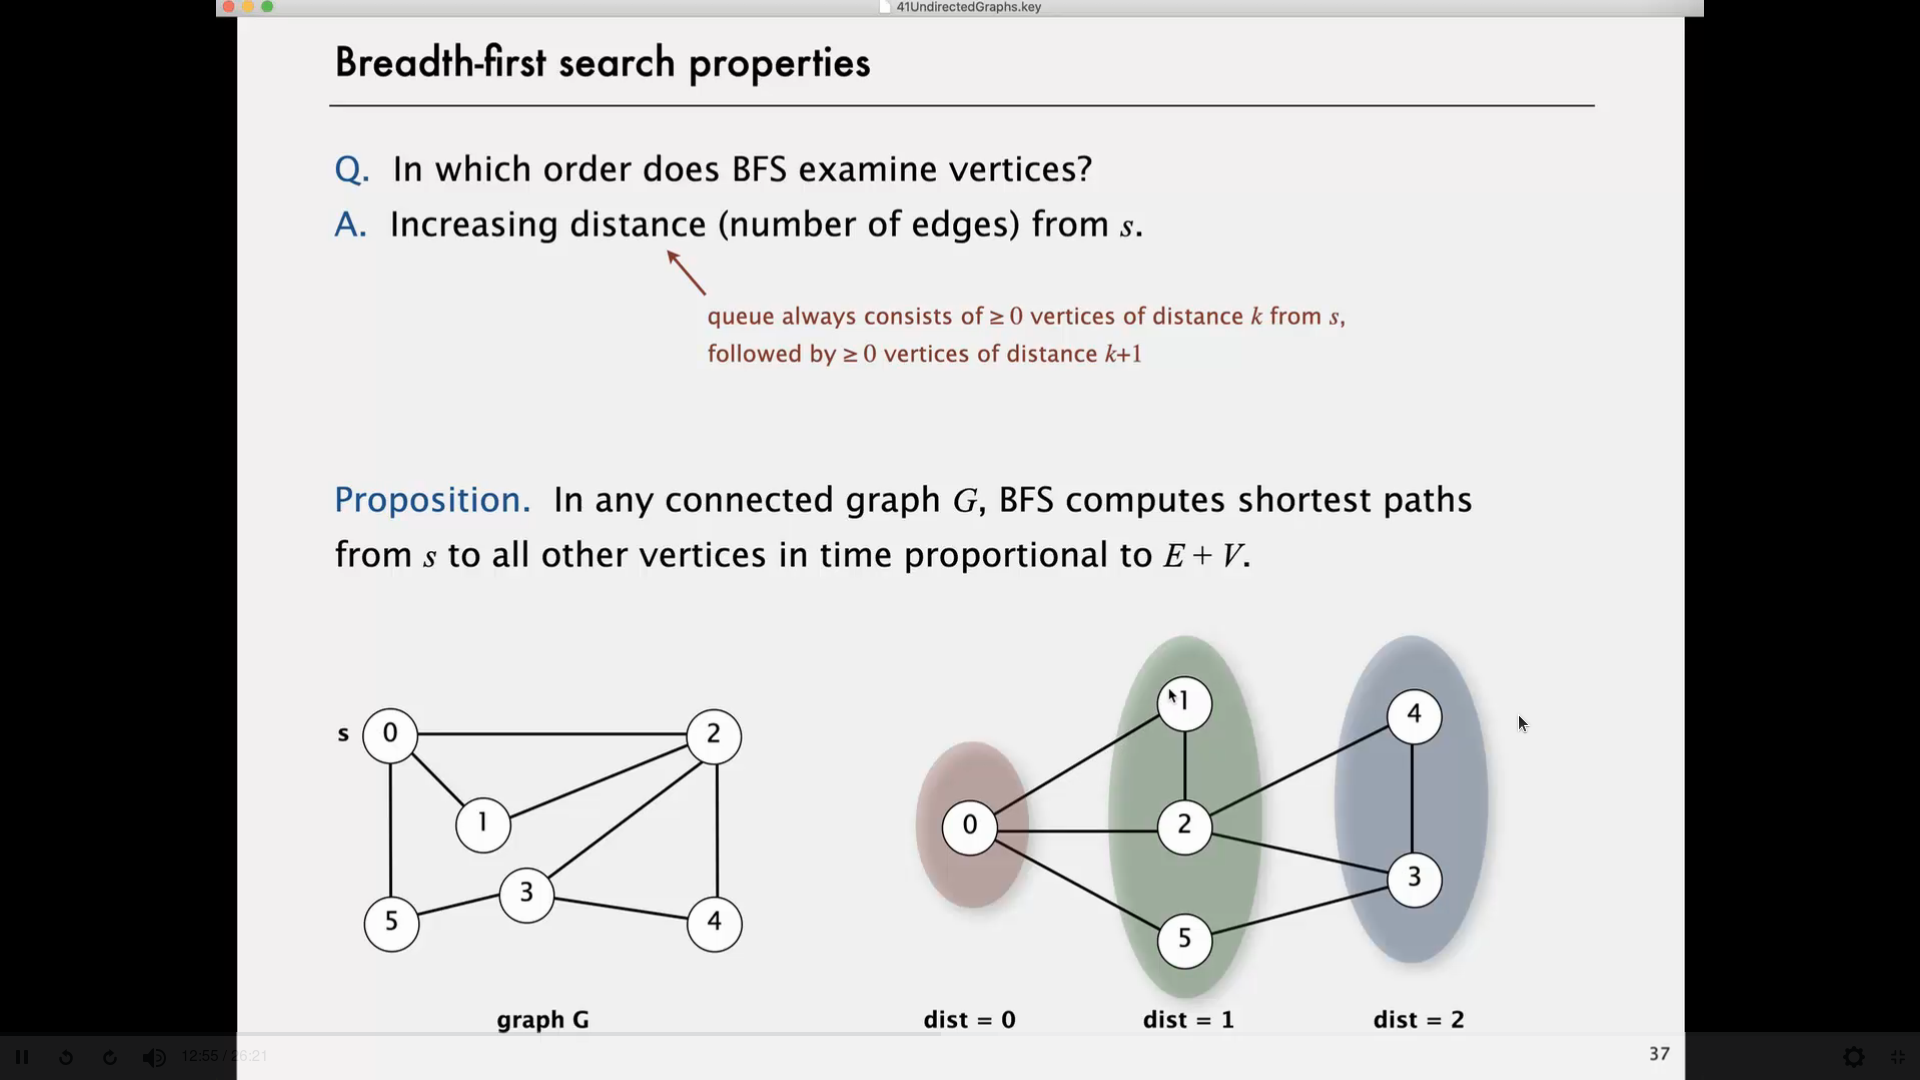 41UndirectedGraphs.key
Breadth-first search properties
Q. In which order does BFS examine vertices?
A. Increasing distance (number of edges) from s.
queue always consists of ≥ 0 vertices of distance k from s,
followed by ≥ 0 vertices of distance k+1
Proposition. In any connected graph G, BFS computes shortest paths
from s to all other vertices in time proportional to E + V.
s 0 2
1
3
5 4
graph G
1
4
0 2
3
5
dist = 0 dist = 1 dist = 2
12:55 / 26:21
37